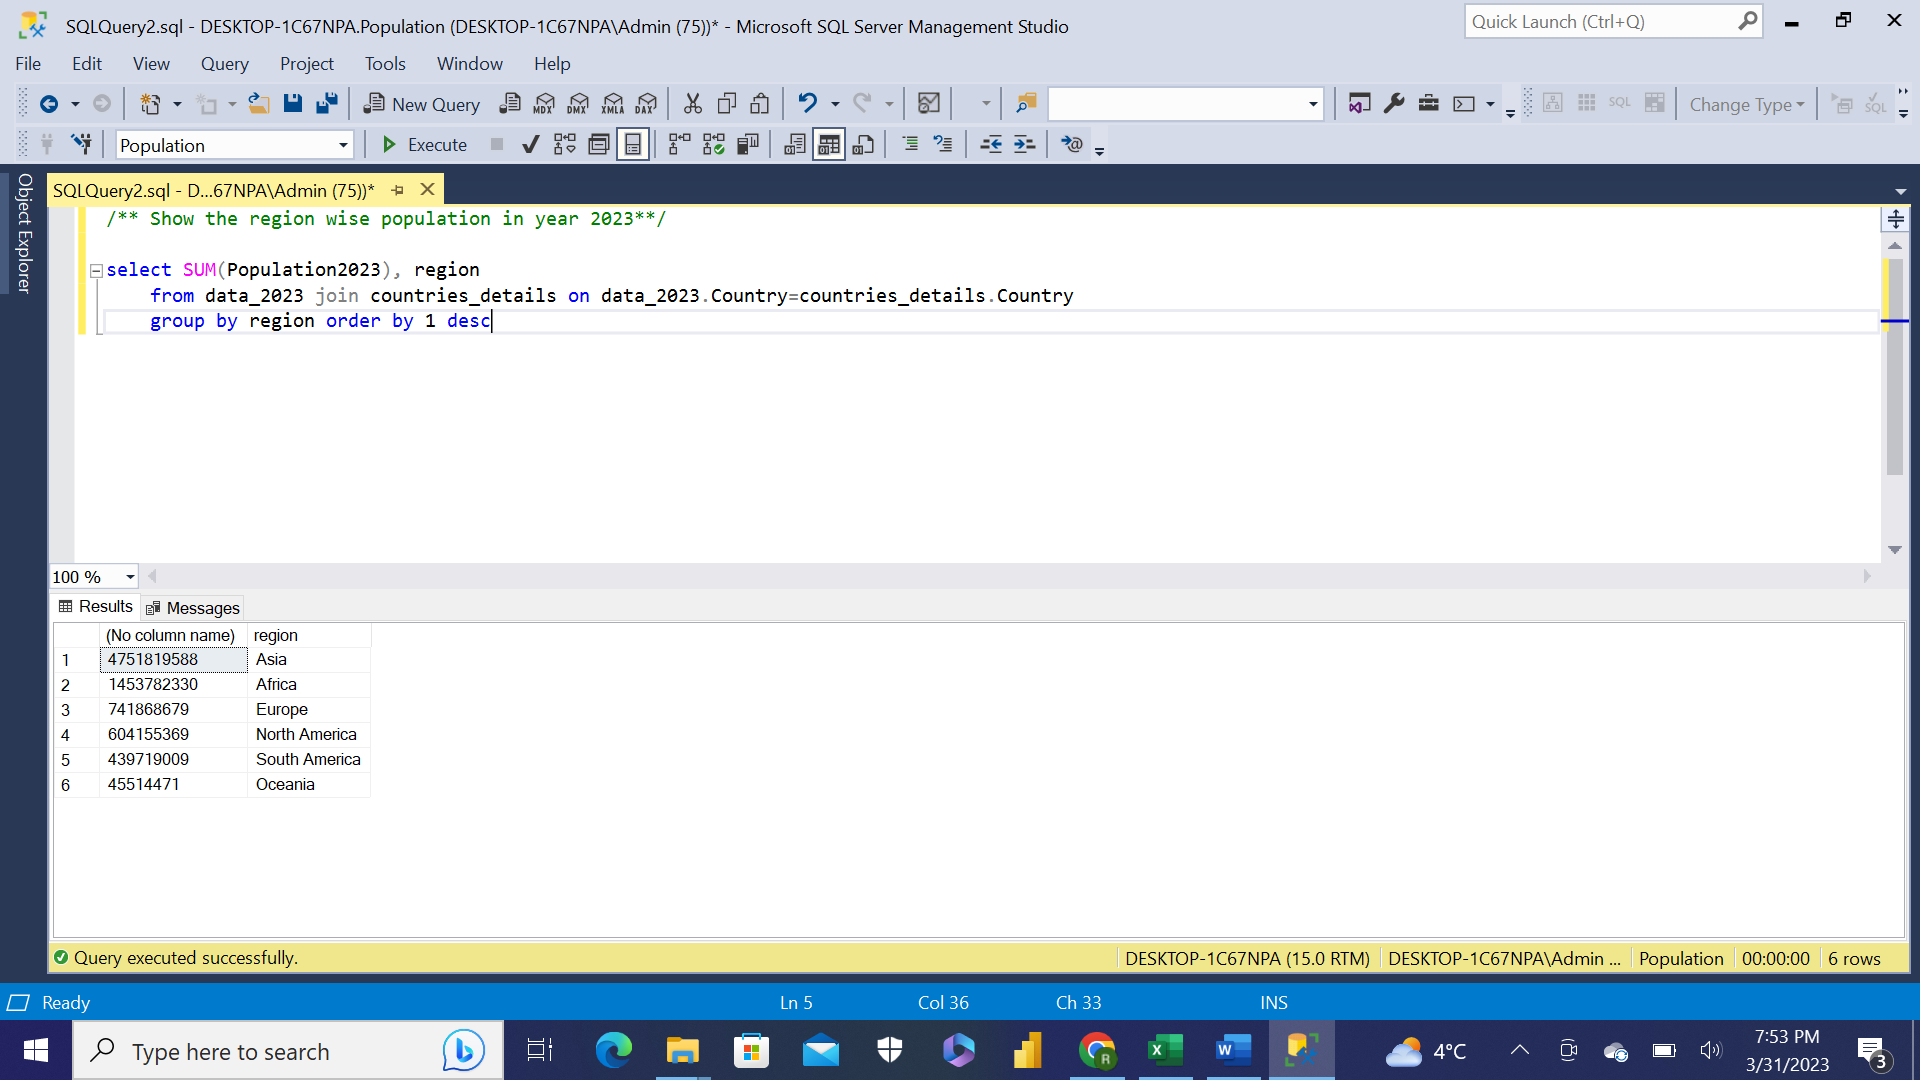 SQLQuery2.sql - DESKTOP-1C67NPA.Population (DESKTOP-1C67NPA\Admin (75))* - Microsoft SQL Server Management Studio
Quick Launch (Ctrl+Q)
File Edit View Query Project Tools Window Help
New Query MDX DMX XMLA DAX SQL Change Type SQL
Population Execute
Object Explorer
SQLQuery2.sql - D...67NPA\Admin (75))*
/** Show the region wise population in year 2023**/
select SUM(Population2023), region
from data_2023 join countries_details on data_2023.Country=countries_details.Country
group by region order by 1 desc
100 %
Results Messages
(No column name) region
1 4751819588 Asia
2 1453782330 Africa
3 741868679 Europe
4 604155369 North America
5 439719009 South America
6 45514471 Oceania
Query executed successfully. DESKTOP-1C67NPA (15.0 RTM) DESKTOP-1C67NPA\Admin ... Population 00:00:00 6 rows
Ready Ln 5 Col 36 Ch 33 INS
Type here to search
R
X
W
4°C
7:53 PM
3/31/2023
3